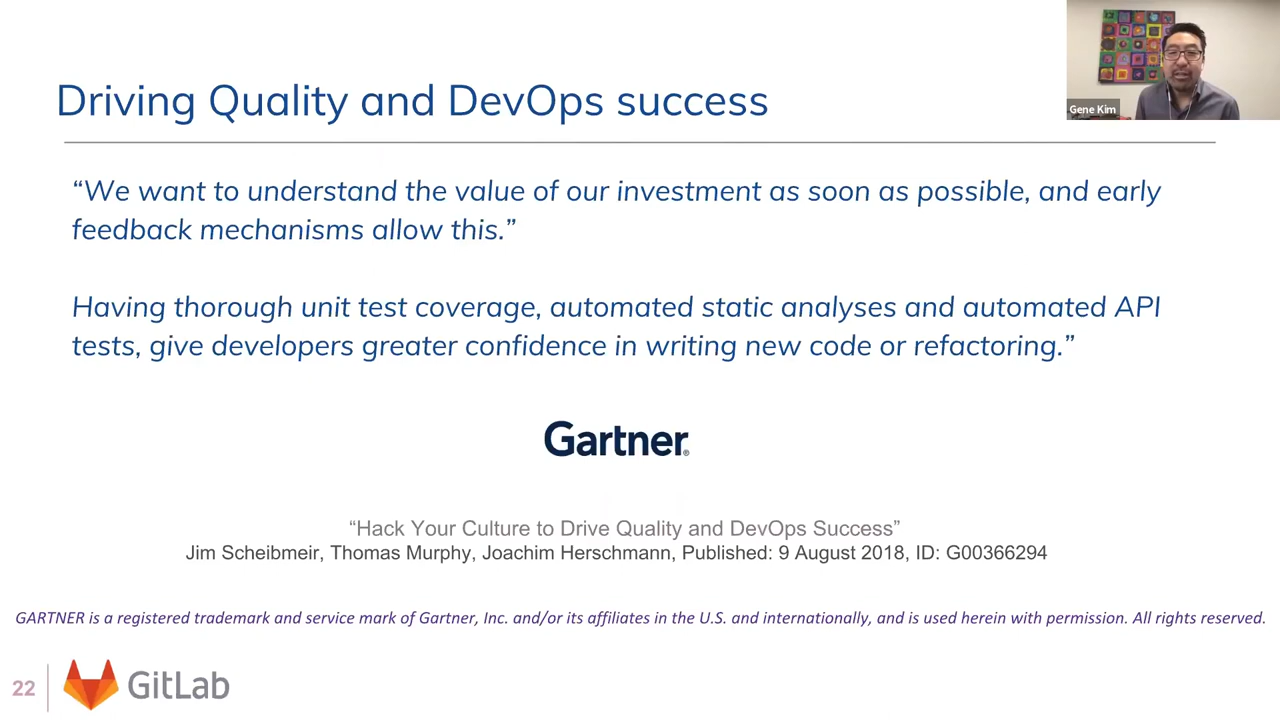 Gene Kim
Driving Quality and DevOps success
“We want to understand the value of our investment as soon as possible, and early
feedback mechanisms allow this.”
Having thorough unit test coverage, automated static analyses and automated API
tests, give developers greater confidence in writing new code or refactoring.”
Gartner®
“Hack Your Culture to Drive Quality and DevOps Success”
Jim Scheibmeir, Thomas Murphy, Joachim Herschmann, Published: 9 August 2018, ID: G00366294
GARTNER is a registered trademark and service mark of Gartner, Inc. and/or its affiliates in the U.S. and internationally, and is used herein with permission. All rights reserved.
22
GitLab